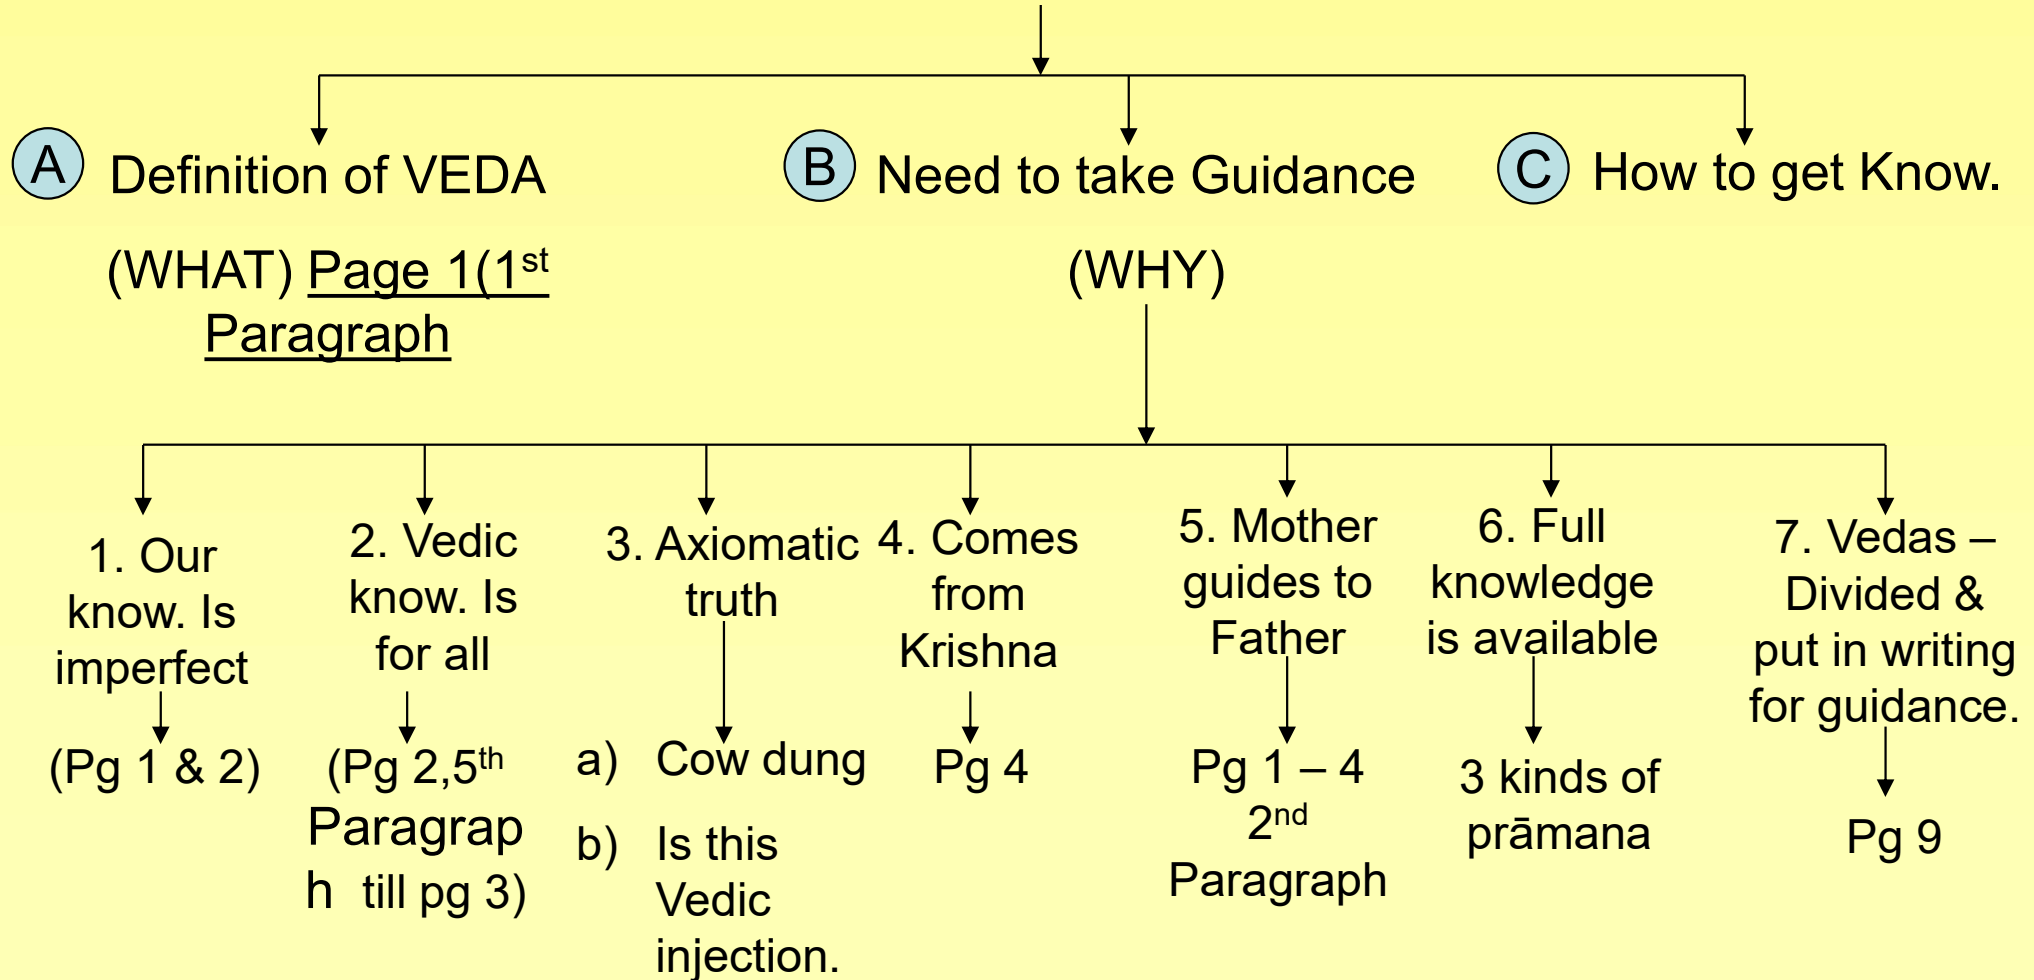 A Definition of VEDA
(WHAT) Page 1(1st
Paragraph
B Need to take Guidance
(WHY)
C How to get Know.
1. Our
know. Is
imperfect
(Pg 1 & 2)
2. Vedic
know. Is
for all
(Pg 2,5th
Paragrap
h till pg 3)
3. Axiomatic
truth
a) Cow dung
b) Is this
Vedic
injection.
4. Comes
from
Krishna
Pg 4
5. Mother
guides to
Father
Pg 1 – 4
2nd
Paragraph
6. Full
knowledge
is available
3 kinds of
prāmana
7. Vedas –
Divided &
put in writing
for guidance.
Pg 9